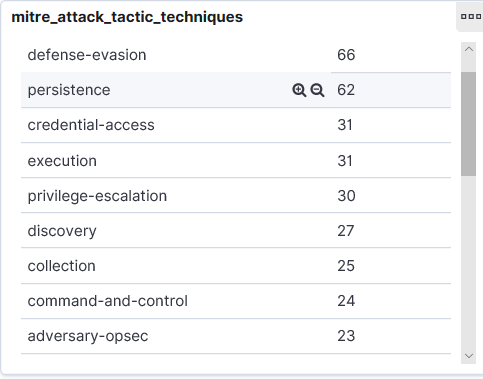 mitre_attack_tactic_techniques
defense-evasion 66
persistence 62
credential-access 31
execution 31
privilege-escalation 30
discovery 27
collection 25
command-and-control 24
adversary-opsec 23